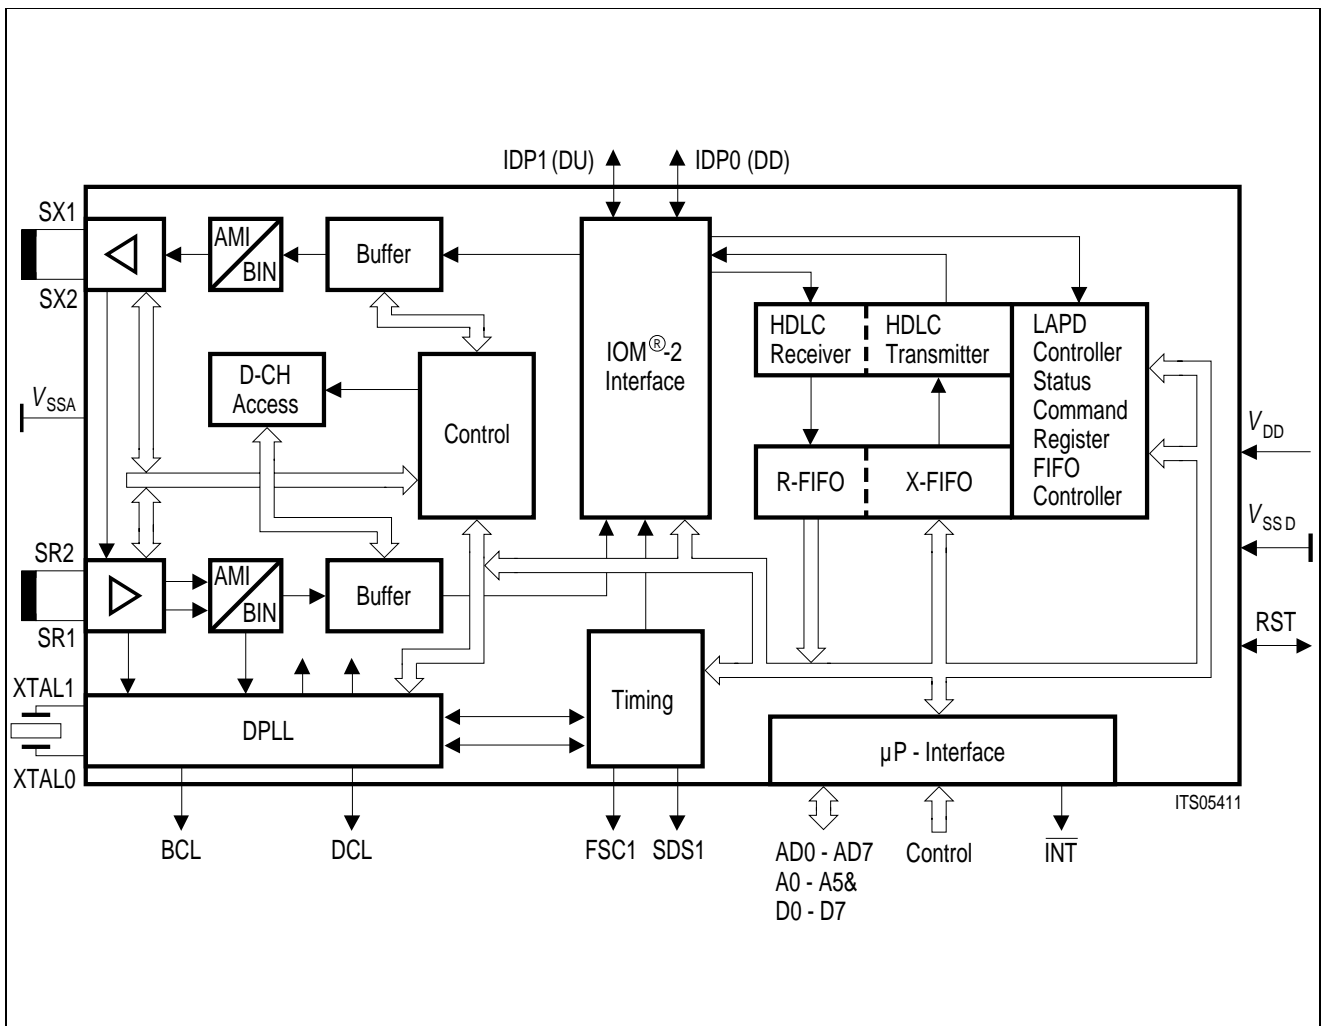 IDP1 (DU)
IDP0 (DD)
SX1
SX2
AMI
BIN
Buffer
IOM®-2
Interface
HDLC
Receiver
HDLC
Transmitter
LAPD
Controller
Status
Command
Register
FIFO
Controller
D-CH
Access
Control
VSSA
R-FIFO
X-FIFO
VDD
VSSD
SR2
SR1
AMI
BIN
Buffer
RST
XTAL1
XTAL0
DPLL
Timing
µP - Interface
ITS05411
BCL
DCL
FSC1
SDS1
AD0 - AD7
A0 - A5&
D0 - D7
Control
INT